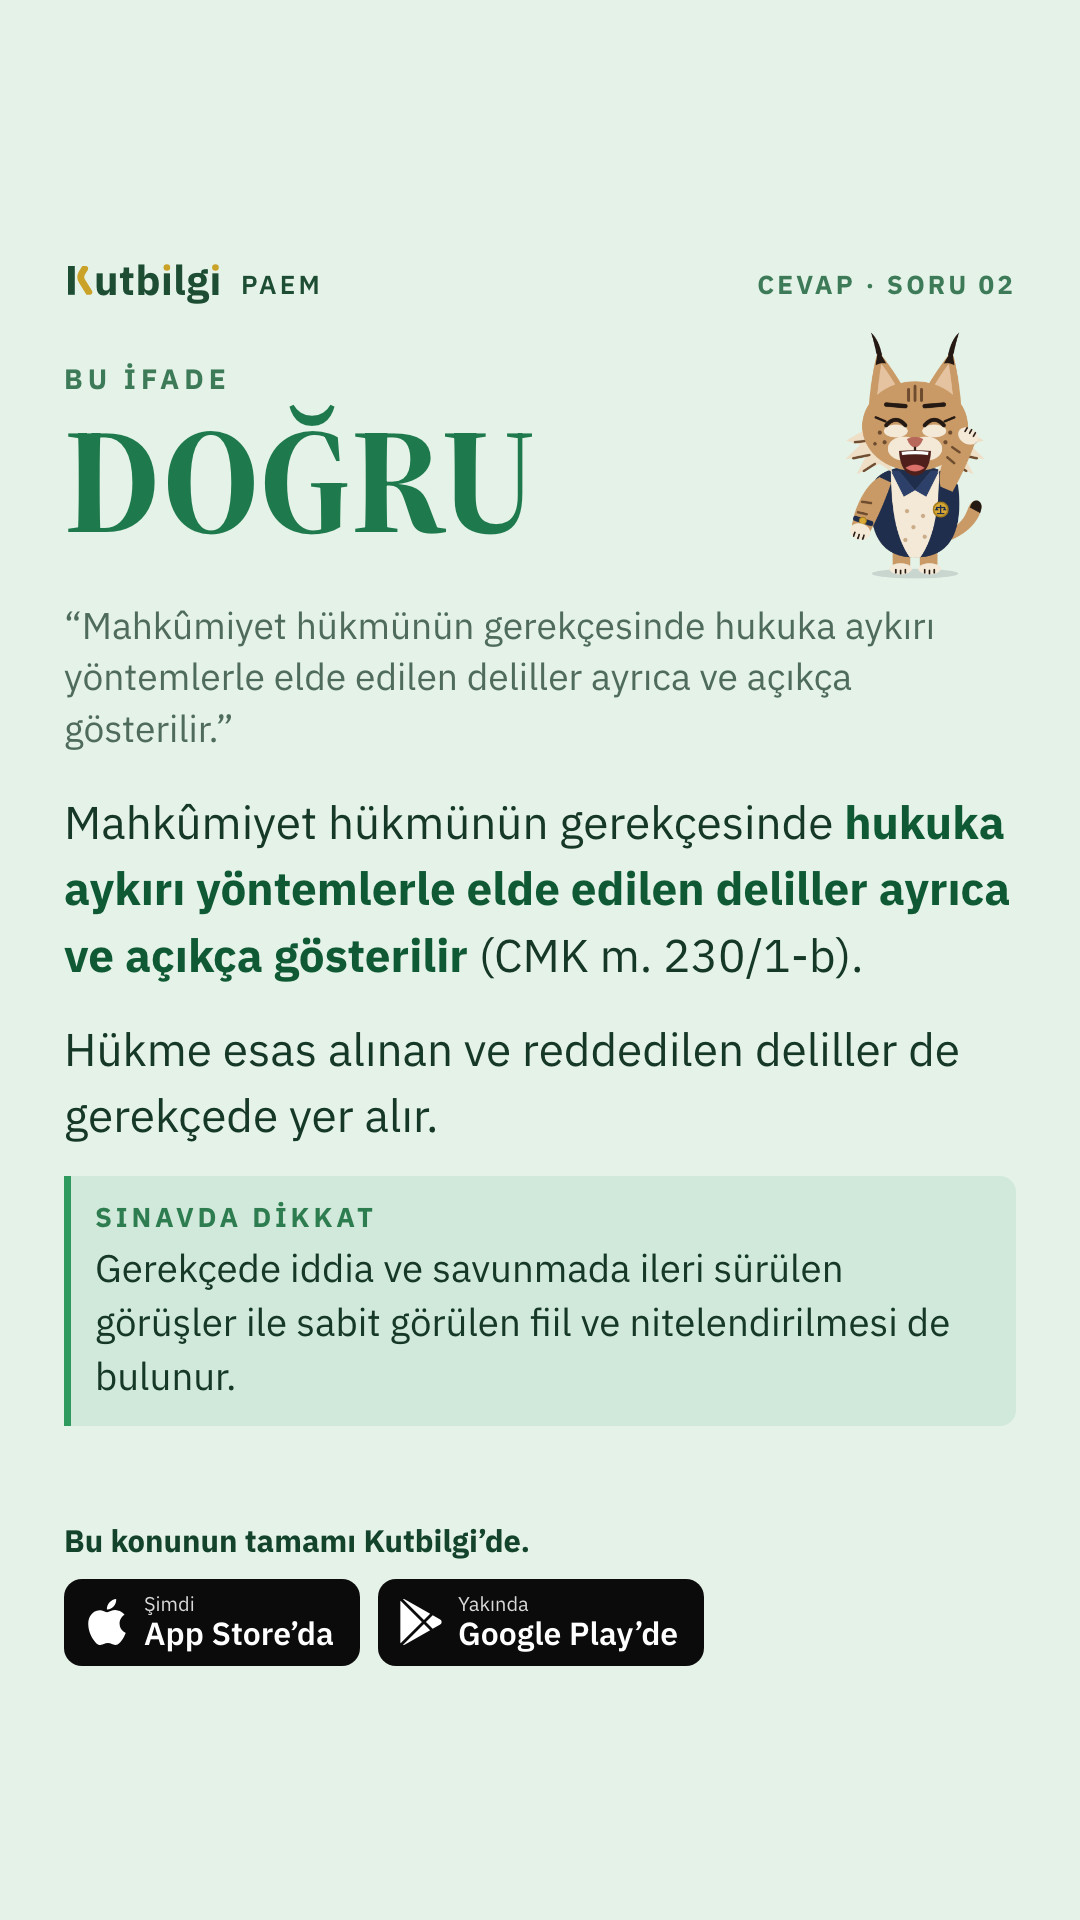 Kutbilgi PAEM
CEVAP · SORU 02
BU İFADE
DOĞRU
“Mahkûmiyet hükmünün gerekçesinde hukuka aykırı
yöntemlerle elde edilen deliller ayrıca ve açıkça
gösterilir.”
Mahkûmiyet hükmünün gerekçesinde hukuka
aykırı yöntemlerle elde edilen deliller ayrıca
ve açıkça gösterilir (CMK m. 230/1-b).
Hükme esas alınan ve reddedilen deliller de
gerekçede yer alır.
SINAVDA DİKKAT
Gerekçede iddia ve savunmada ileri sürülen
görüşler ile sabit görülen fiil ve nitelendirilmesi de
bulunur.
Bu konunun tamamı Kutbilgi’de.
Şimdi
App Store’da
Yakında
Google Play’de